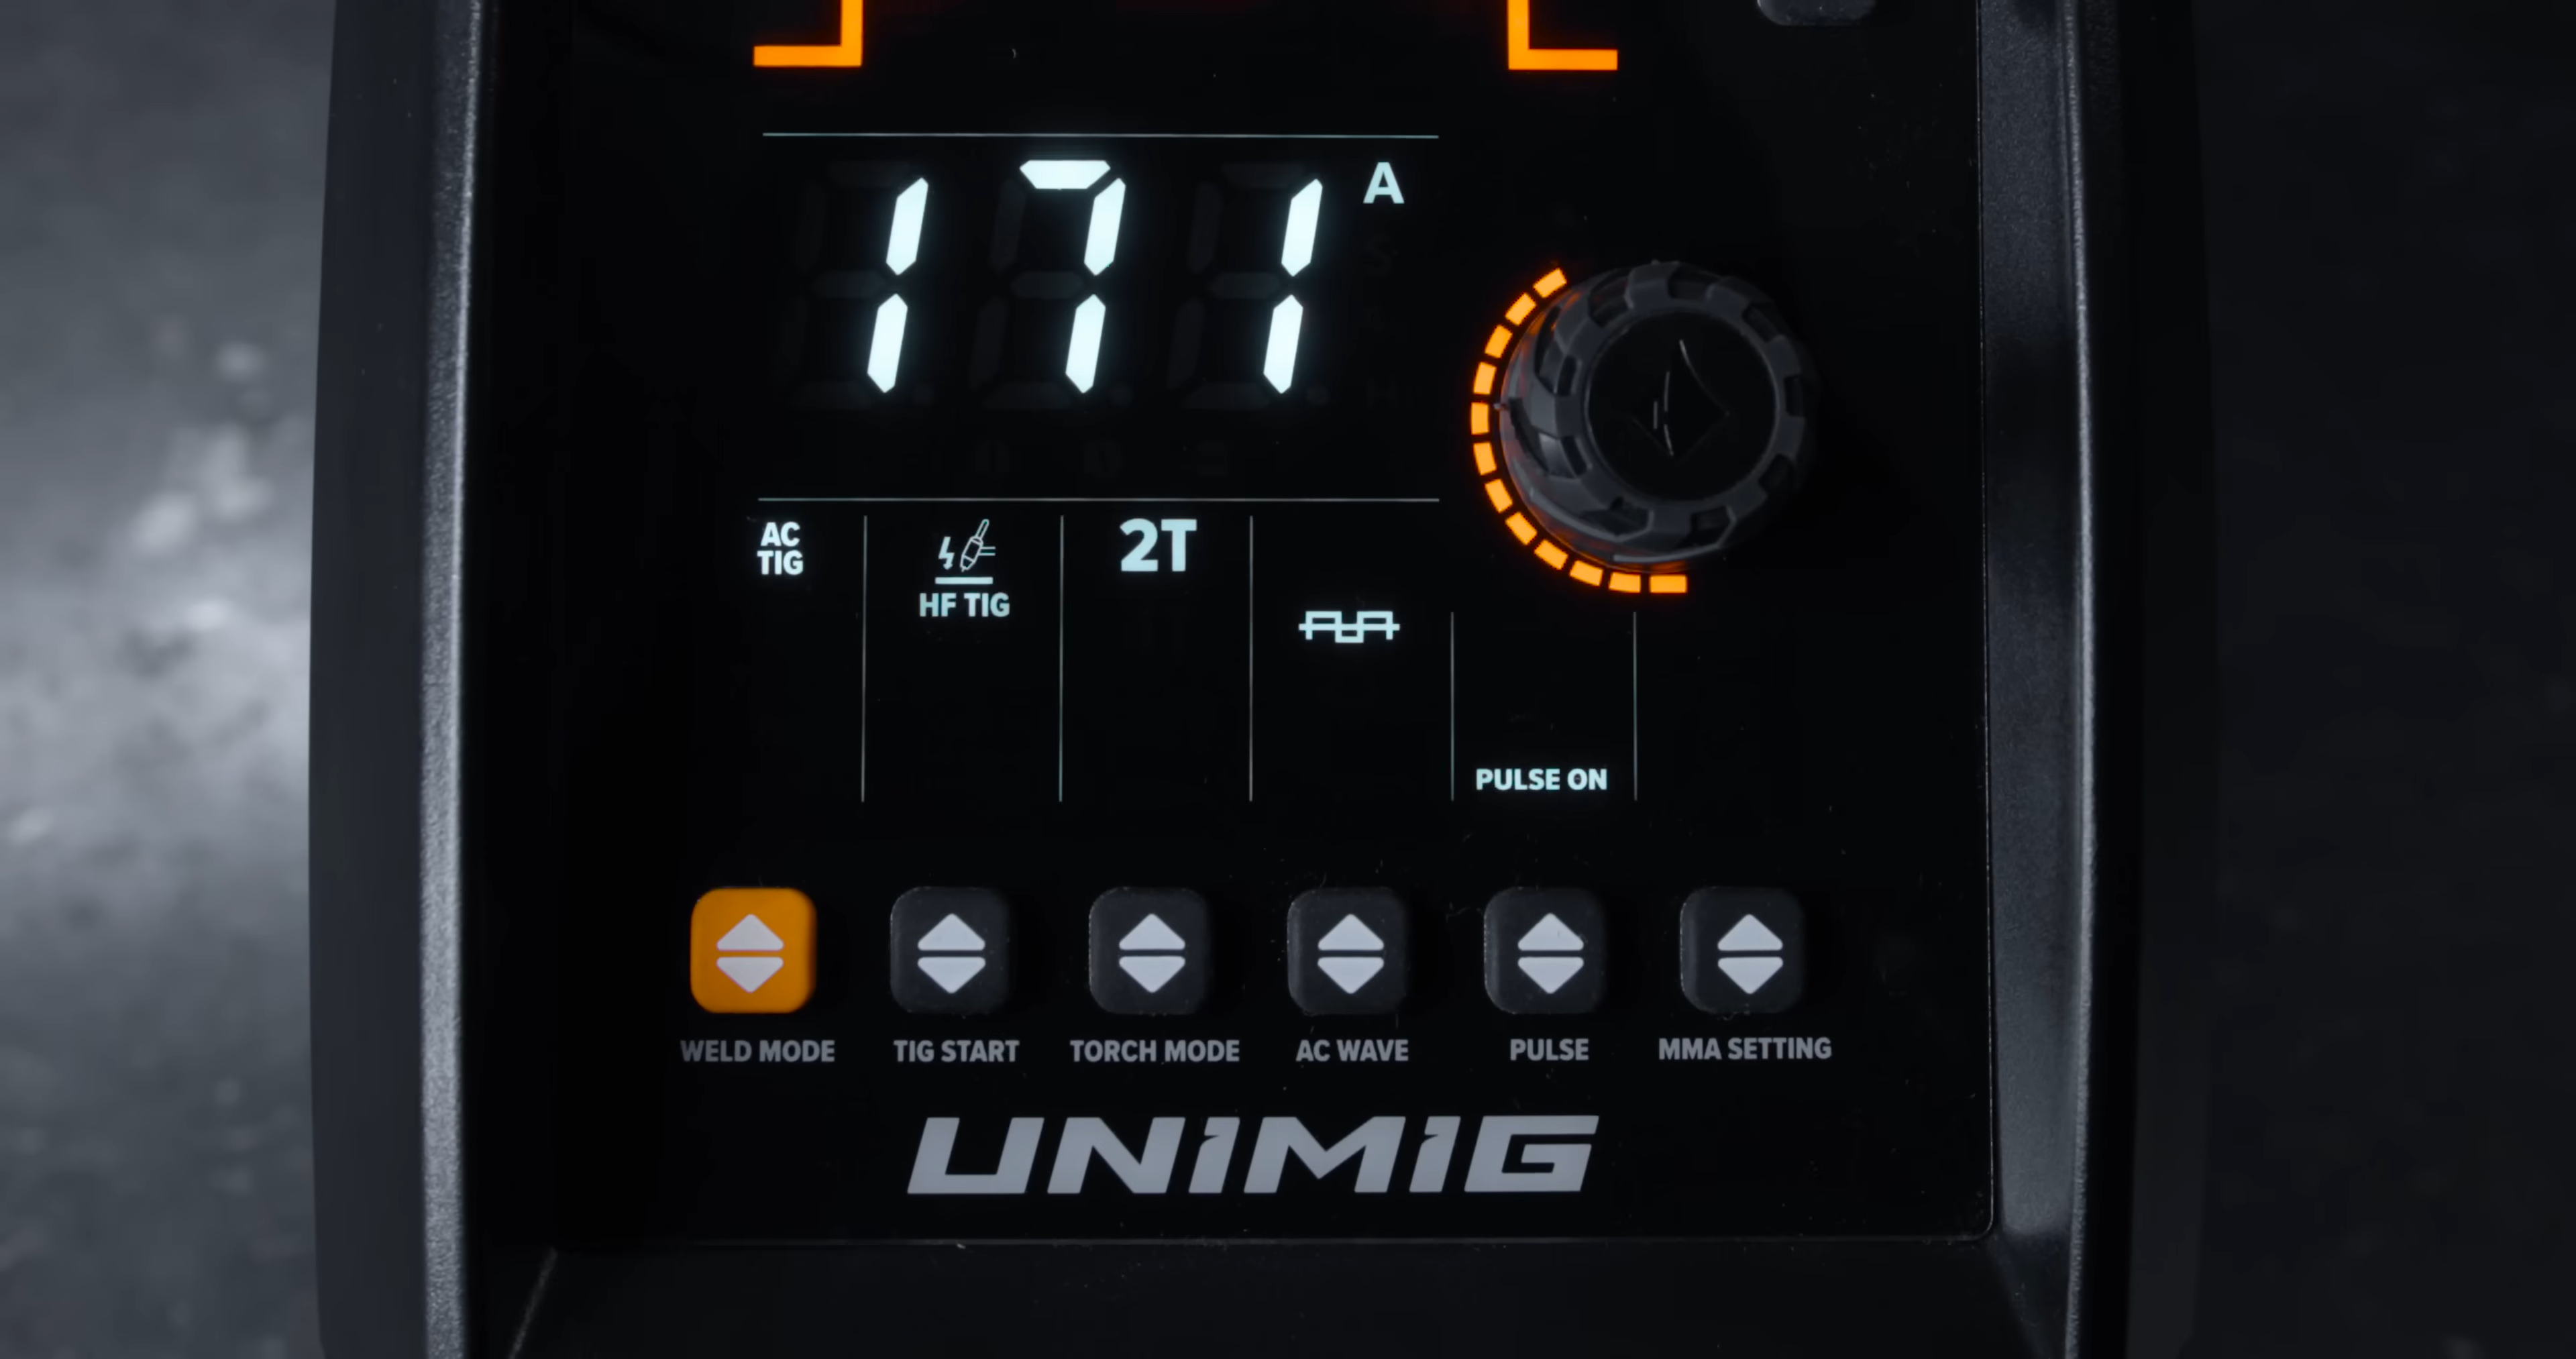 171 A
AC
TIG
HF TIG
2T
PULSE ON
WELD MODE
TIG START
TORCH MODE
AC WAVE
PULSE
MMA SETTING
UNIMIG